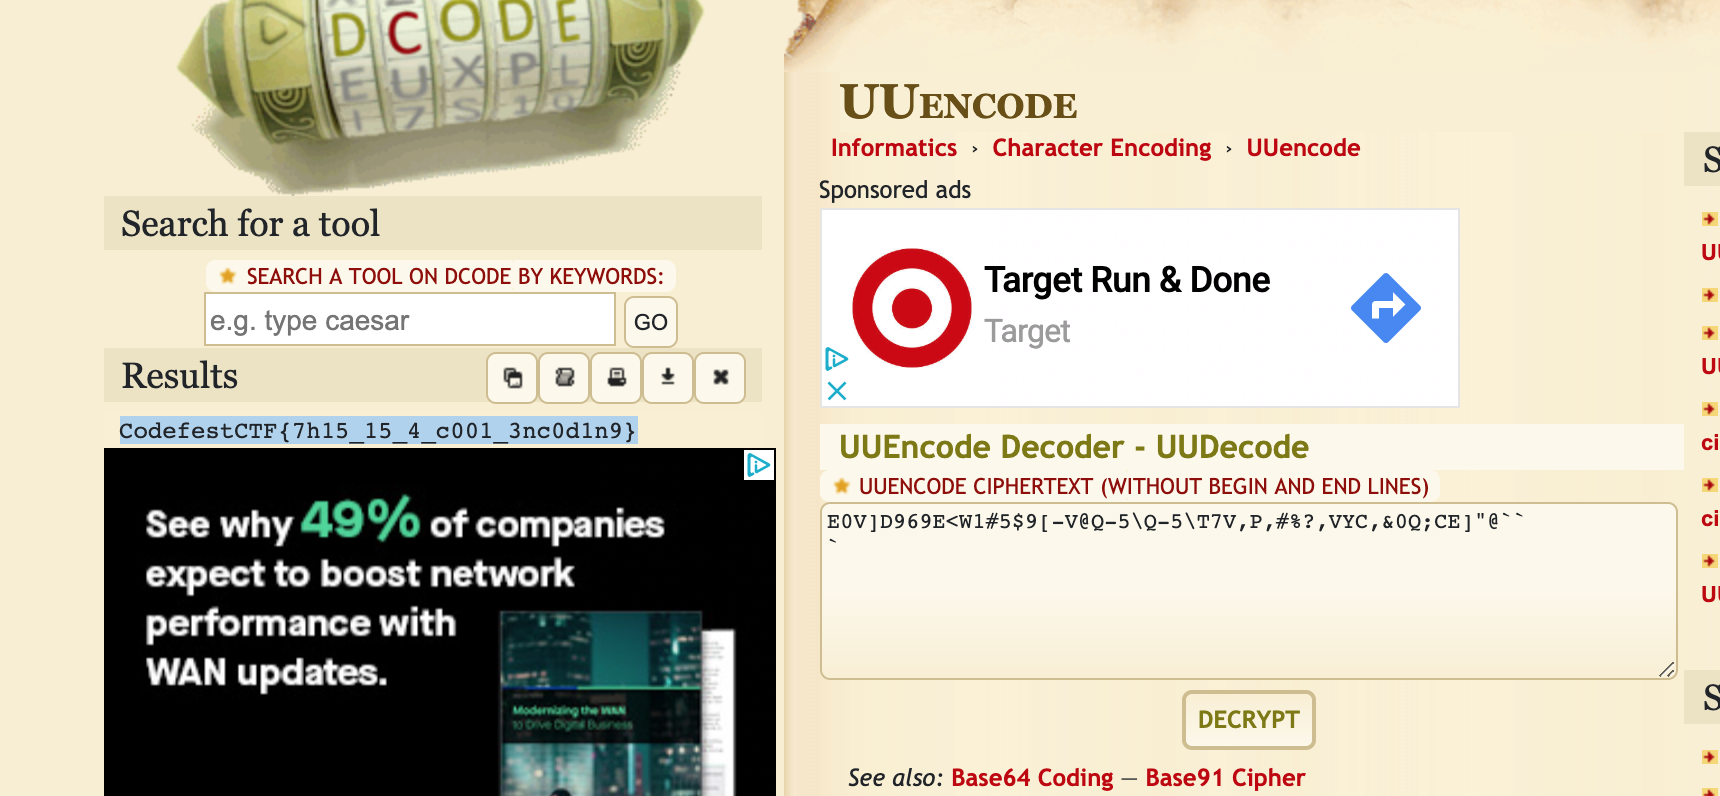 DCODE
EUXPL
I7S10
Search for a tool
SEARCH A TOOL ON DCODE BY KEYWORDS:
e.g. type caesar
GO
Results
CodefestCTF{7h15_15_4_c001_3nc0d1n9}
See why 49% of companies
expect to boost network
performance with
WAN updates.
Modernizing the WAN
to Drive Digital Business
UUENCODE
Informatics › Character Encoding › UUencode
Sponsored ads
Target Run & Done
Target
UUEncode Decoder - UUDecode
UUENCODE CIPHERTEXT (WITHOUT BEGIN AND END LINES)
E0V]D969E<W1#5$9[-V@Q-5\Q-5\T7V,P,#%?,VYC,&0Q;CE]"@``
`
DECRYPT
See also: Base64 Coding — Base91 Cipher
S
UU
UU
ci
ci
UU
S